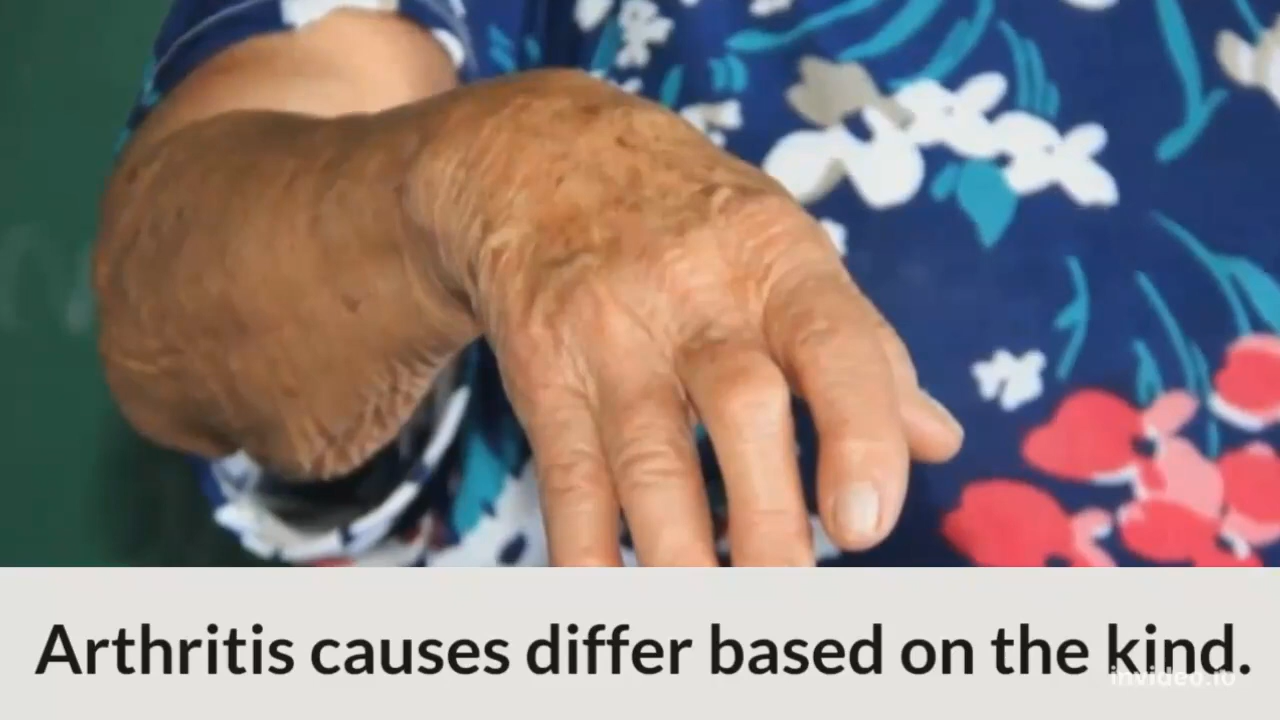 Arthritis causes differ based on the kind.
invideo.io